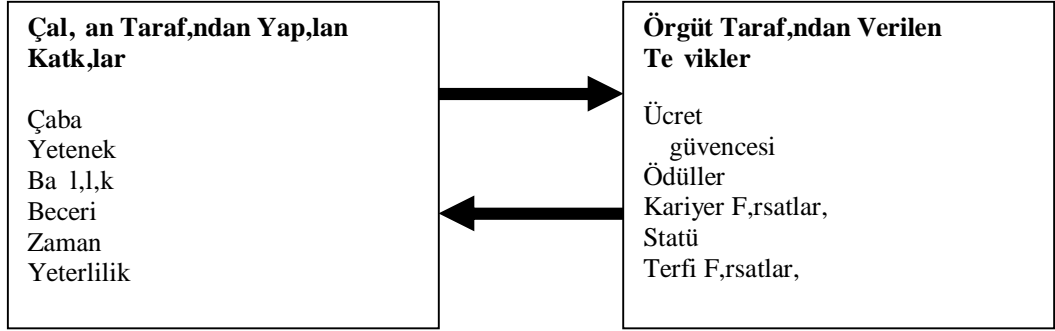 Çal, an Taraf,ndan Yap,lan
Katk,lar
Çaba
Yetenek
Ba l,l,k
Beceri
Zaman
Yeterlilik
Örgüt Taraf,ndan Verilen
Te vikler
Ücret
güvencesi
Ödüller
Kariyer F,rsatlar,
Statü
Terfi F,rsatlar,